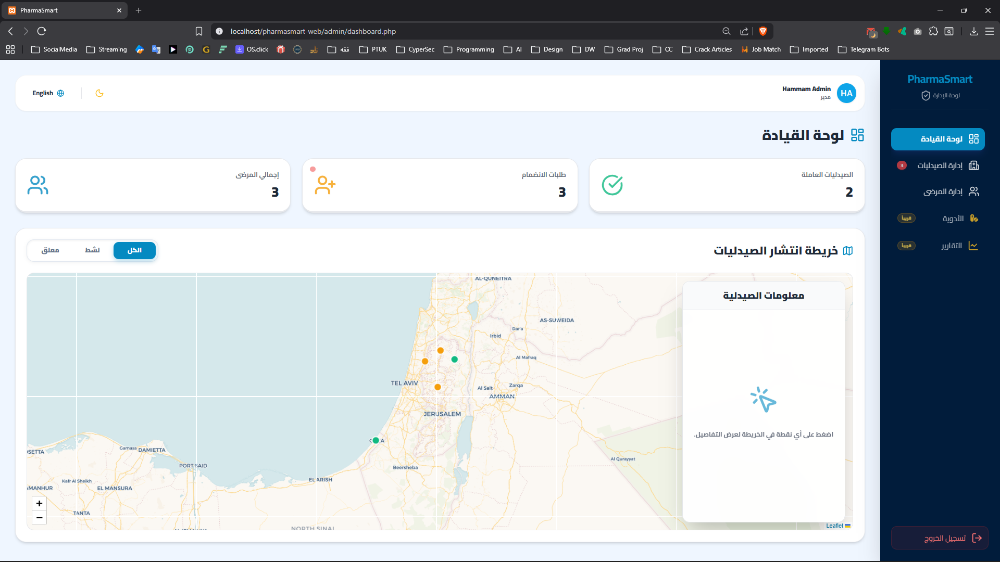 PharmaSmart
localhost/pharmasmart-web/admin/dashboard.php
SocialMedia
Streaming
OS.click
فقه
PTUK
CyperSec
Programming
AI
Design
DW
Grad Proj
CC
Crack Articles
Job Match
Imported
Telegram Bots
PharmaSmart
لوحة الإدارة
لوحة القيادة
إدارة الصيدليات
3
إدارة المرضى
الأدوية
قريباً
التقارير
قريباً
تسجيل الخروج
HA
Hammam Admin
مدير
English
لوحة القيادة
الصيدليات العاملة
2
طلبات الانضمام
3
إجمالي المرضى
3
خريطة انتشار الصيدليات
الكل
نشط
معلق
AL-QUNEITRA
AS-SUWEIDA
Dar'a
Irbid
Al Mafraq
TEL AVIV
Al Salt
Zarqa
AMMAN
JERUSALEM
Gamasa
DAMIETTA
PORT SAID
Al Qurayyat
Beersheba
EL ARISH
Kafr Al Sheikh
EL MANSURA
TANTA
NORTH SINAI
+
−
معلومات الصيدلية
اضغط على أي نقطة في الخريطة لعرض التفاصيل.
Leaflet